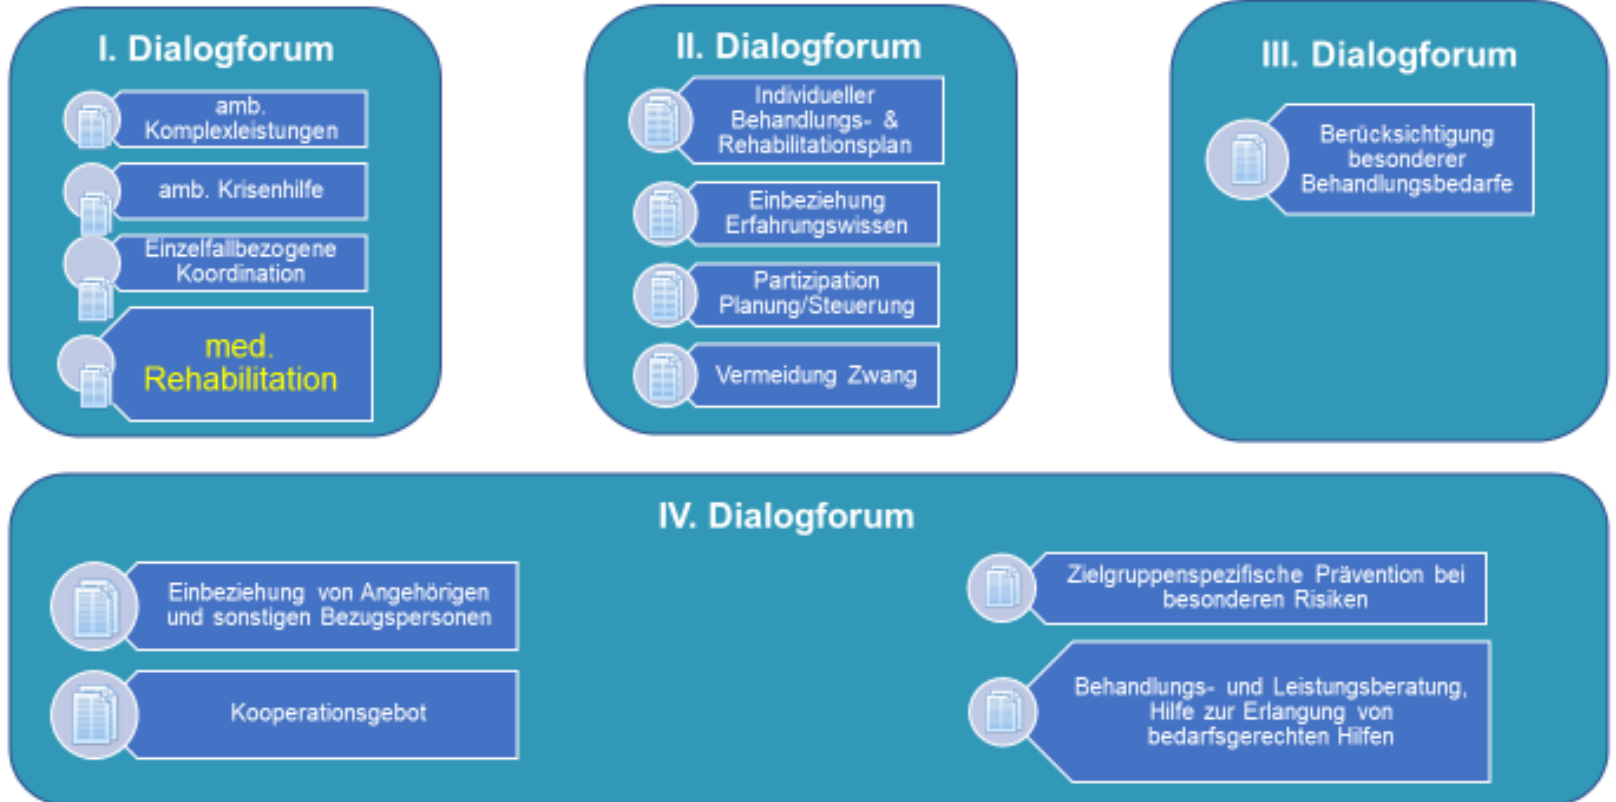 I. Dialogforum
amb.
Komplexleistungen
amb. Krisenhilfe
Einzelfallbezogene
Koordination
med.
Rehabilitation
II. Dialogforum
Individueller
Behandlungs- &
Rehabilitationsplan
Einbeziehung
Erfahrungswissen
Partizipation
Planung/Steuerung
Vermeidung Zwang
III. Dialogforum
Berücksichtigung
besonderer
Behandlungsbedarfe
IV. Dialogforum
Einbeziehung von Angehörigen
und sonstigen Bezugspersonen
Kooperationsgebot
Zielgruppenspezifische Prävention bei
besonderen Risiken
Behandlungs- und Leistungsberatung,
Hilfe zur Erlangung von
bedarfsgerechten Hilfen